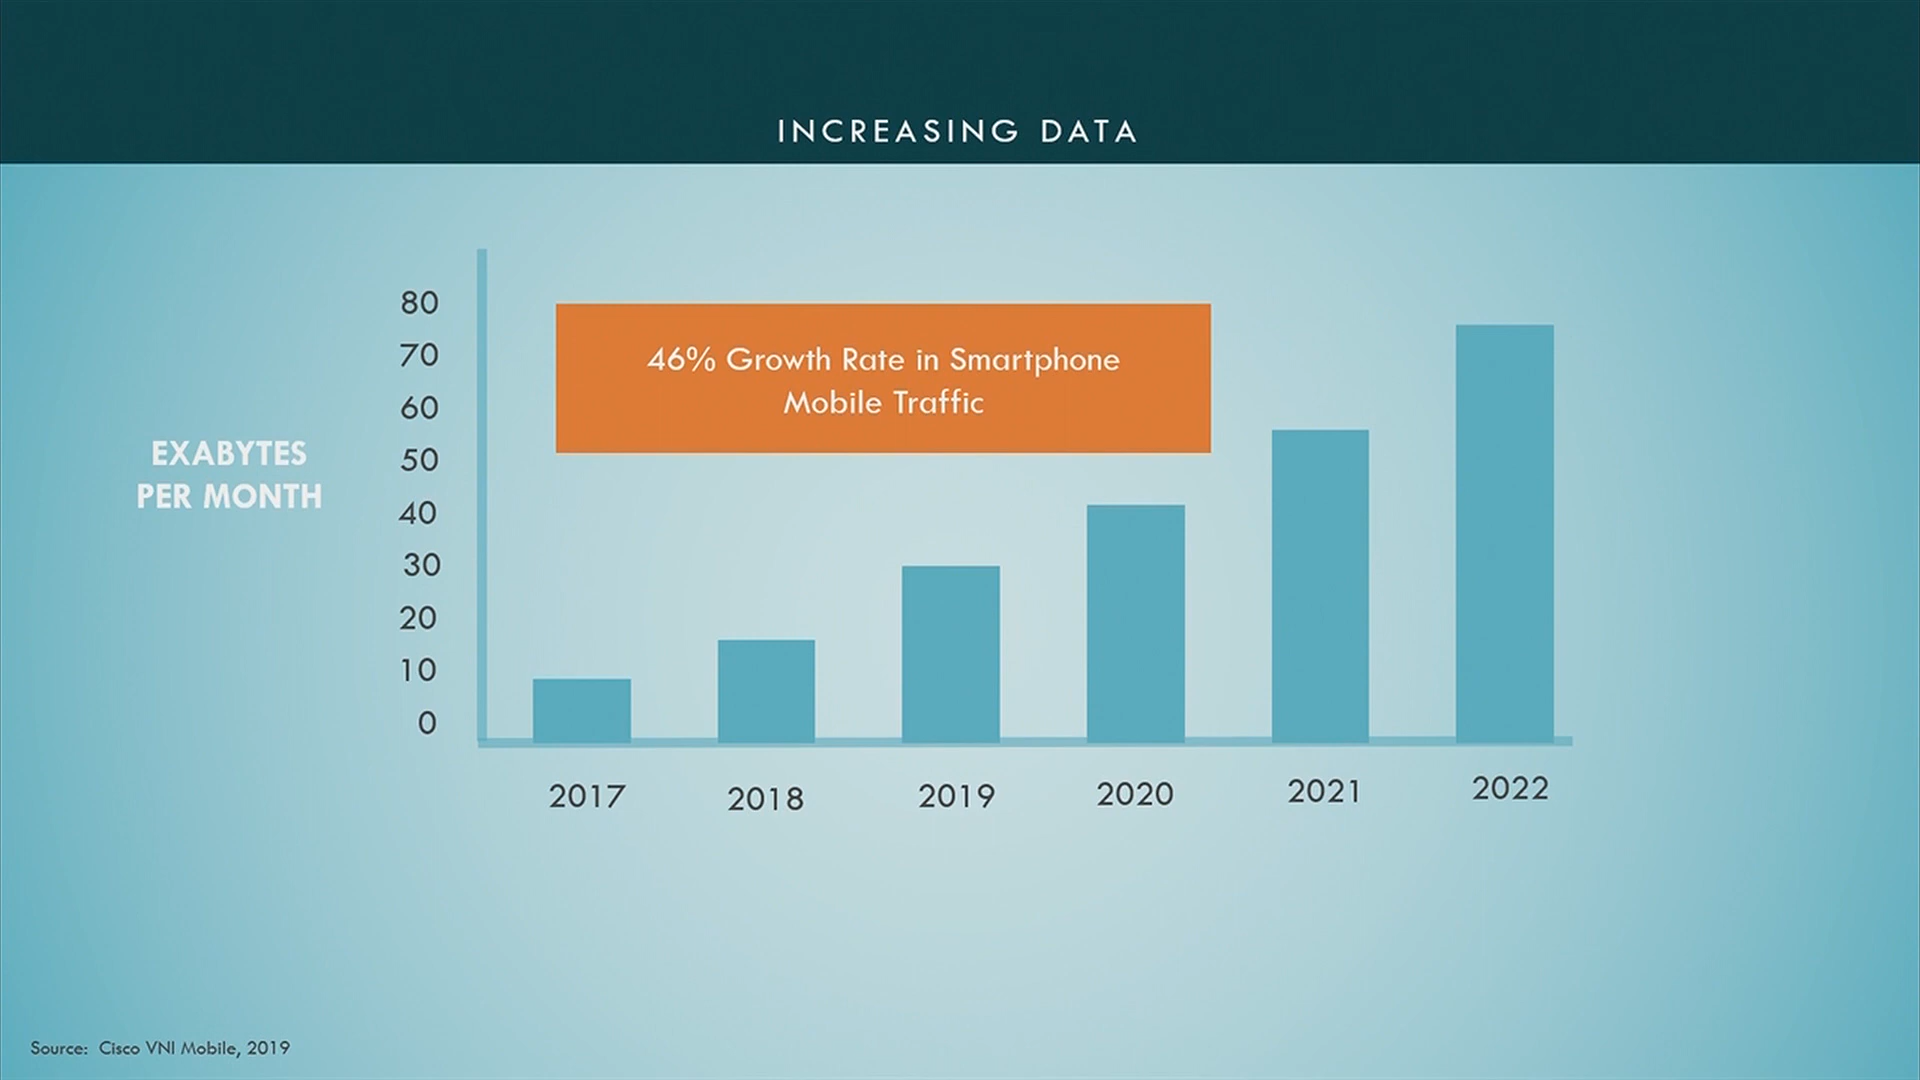 INCREASING DATA
80
70
60
50
40
30
20
10
0
EXABYTES
PER MONTH
46% Growth Rate in Smartphone
Mobile Traffic
2017
2018
2019
2020
2021
2022
Source: Cisco VNI Mobile, 2019